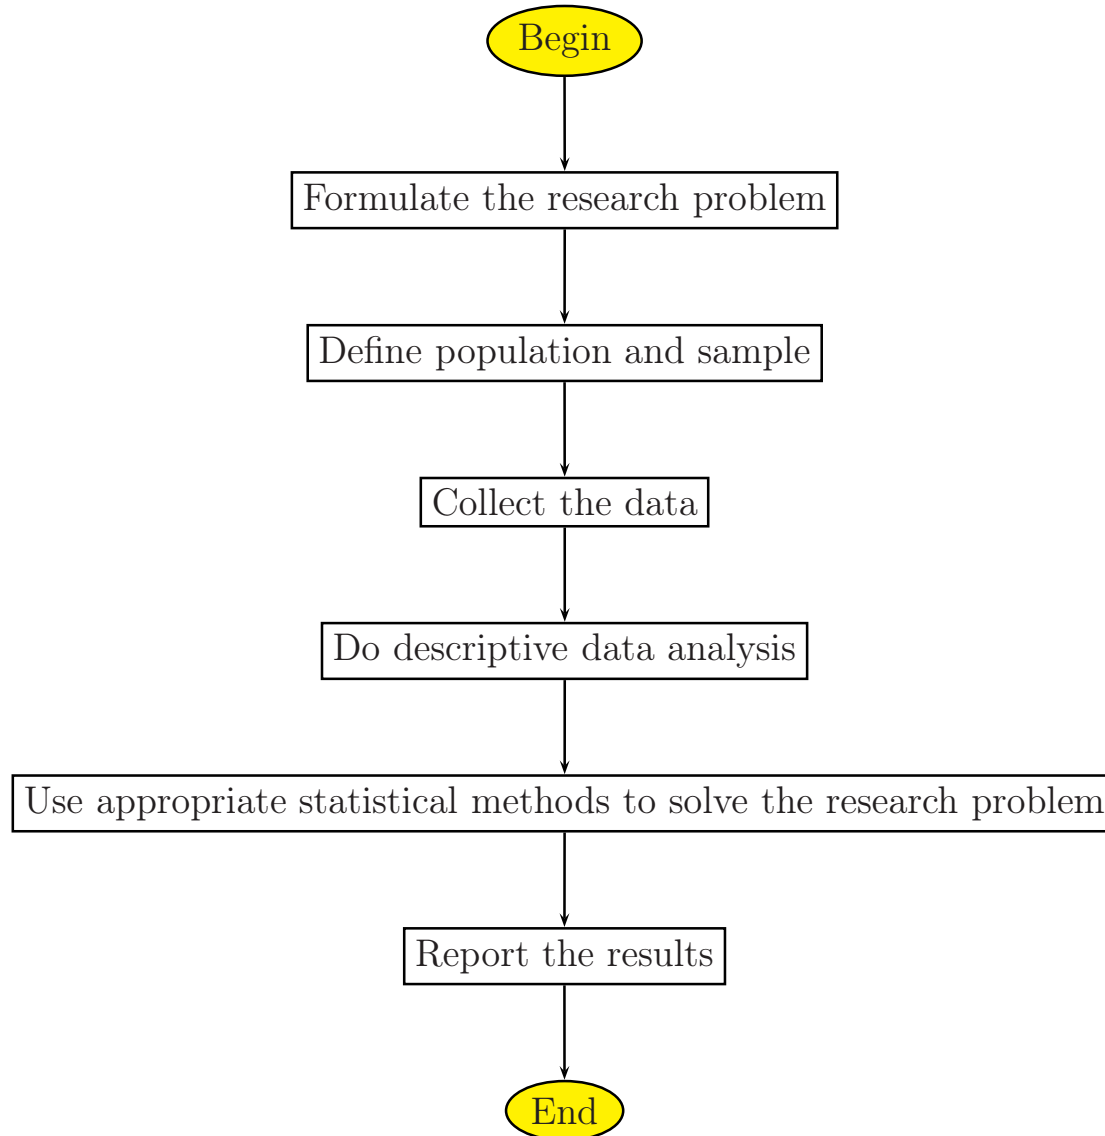 Begin
Formulate the research problem
Define population and sample
Collect the data
Do descriptive data analysis
Use appropriate statistical methods to solve the research problem
Report the results
End